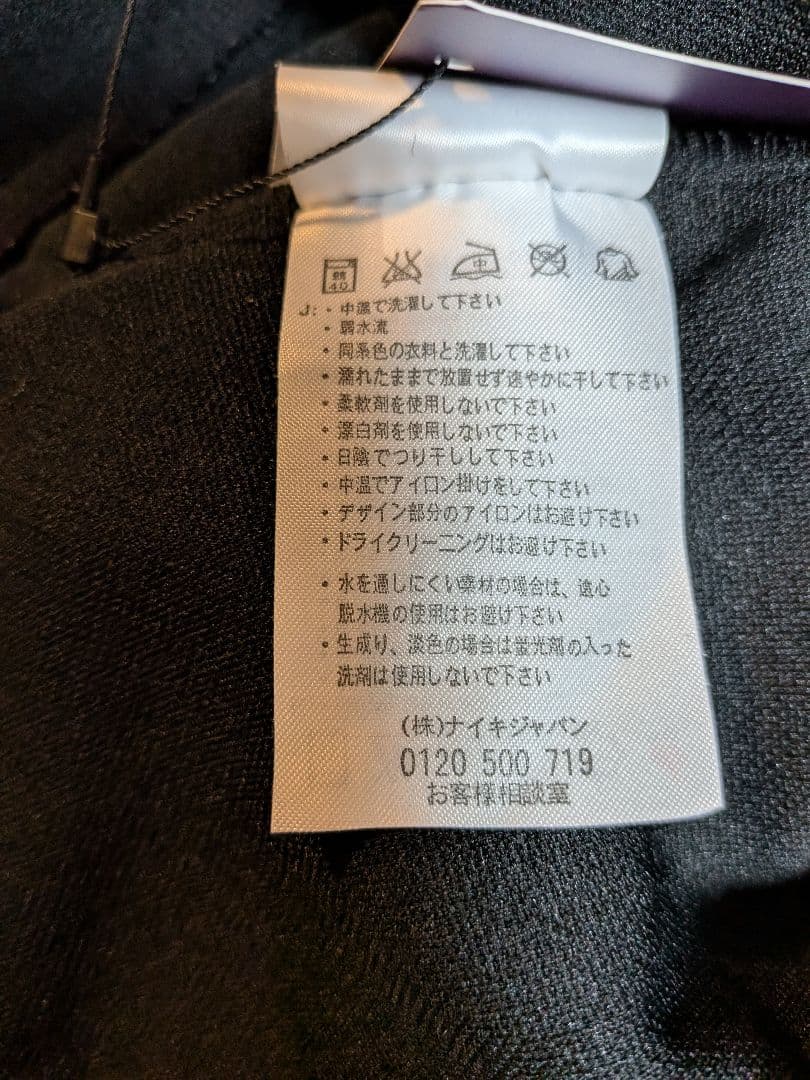 弱
40
中
J: ・中温で洗濯して下さい
・弱水流
・同系色の衣料と洗濯して下さい
・濡れたままで放置せず速やかに干して下さい
・柔軟剤を使用しないで下さい
・漂白剤を使用しないで下さい
・日陰でつり干しして下さい
・中温でアイロン掛けをして下さい
・デザイン部分のアイロンはお避け下さい
・ドライクリーニングはお避け下さい
・水を通しにくい素材の場合は、遠心
脱水機の使用はお避け下さい
・生成り、淡色の場合は蛍光剤の入った
洗剤は使用しないで下さい
(株)ナイキジャパン
0120 500 719
お客様相談室